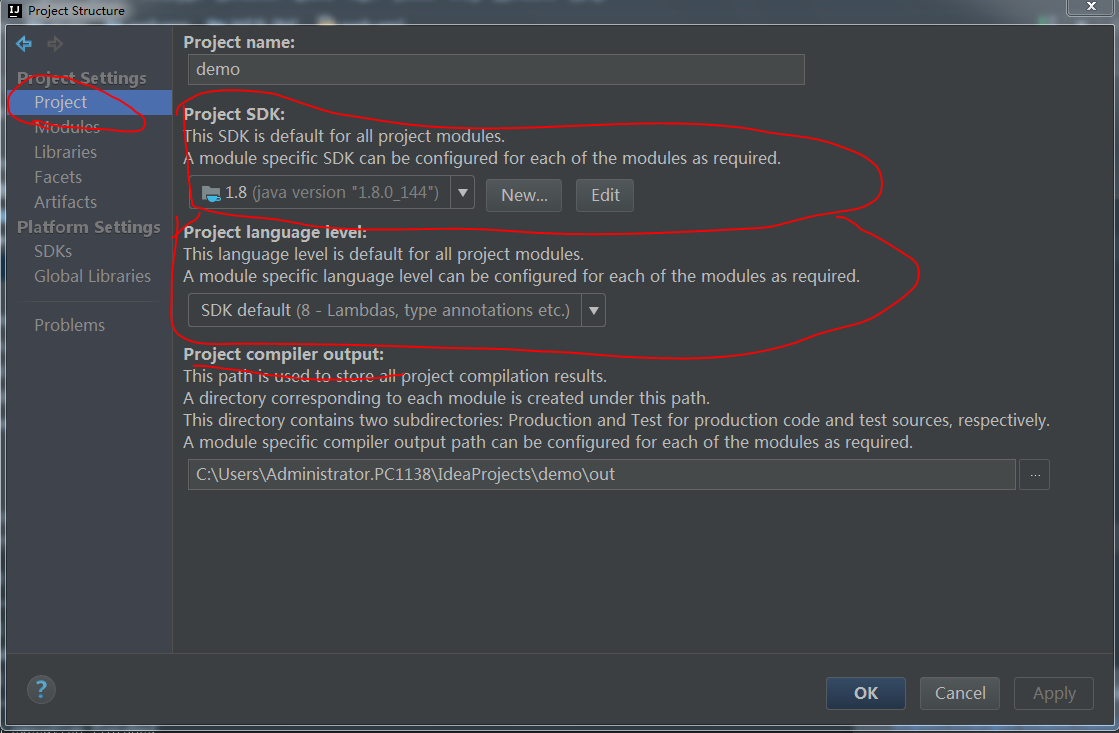 Project Structure
Project Settings
Project
Modules
Libraries
Facets
Artifacts
Platform Settings
SDKs
Global Libraries
Problems
Project name:
demo
Project SDK:
This SDK is default for all project modules.
A module specific SDK can be configured for each of the modules as required.
1.8 (java version "1.8.0_144")
New...
Edit
Project language level:
This language level is default for all project modules.
A module specific language level can be configured for each of the modules as required.
SDK default (8 - Lambdas, type annotations etc.)
Project compiler output:
This path is used to store all project compilation results.
A directory corresponding to each module is created under this path.
This directory contains two subdirectories: Production and Test for production code and test sources, respectively.
A module specific compiler output path can be configured for each of the modules as required.
C:\Users\Administrator.PC1138\IdeaProjects\demo\out
...
?
OK
Cancel
Apply